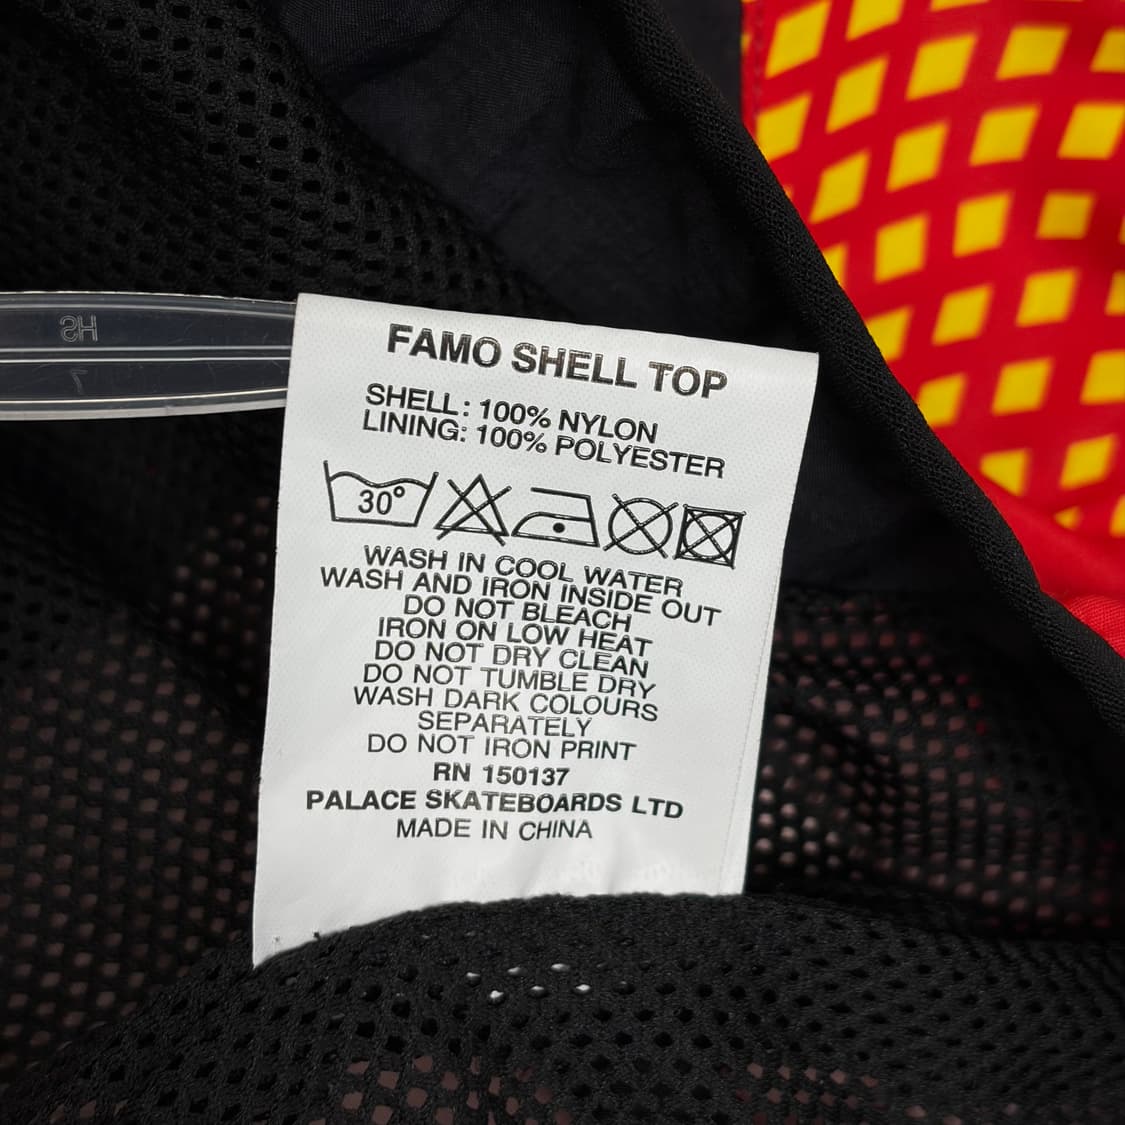 FAMO SHELL TOP
SHELL: 100% NYLON
LINING: 100% POLYESTER
30°
WASH IN COOL WATER
WASH AND IRON INSIDE OUT
DO NOT BLEACH
IRON ON LOW HEAT
DO NOT DRY CLEAN
DO NOT TUMBLE DRY
WASH DARK COLOURS
SEPARATELY
DO NOT IRON PRINT
RN 150137
PALACE SKATEBOARDS LTD
MADE IN CHINA
HS
7